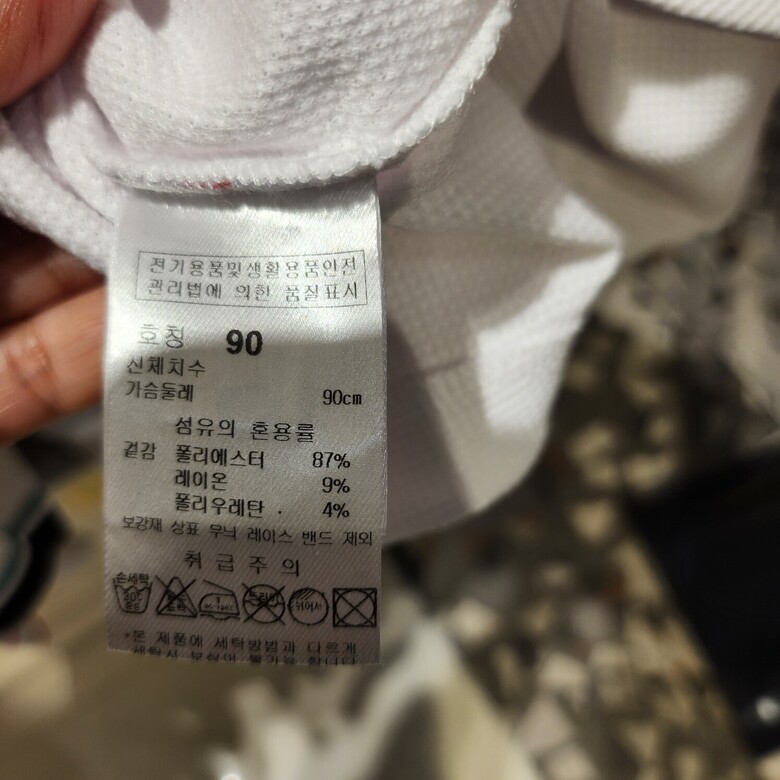 전기용품및생활용품안전
관리법에 의한 품질표시
호칭 90
신체치수
가슴둘레 90cm
섬유의 혼용률
겉감 폴리에스터 87%
레이온 9%
폴리우레탄 . 4%
보강재 상표 무늬 레이스 밴드 제외
취급주의
손세탁
뉘어서
*본 제품에 세탁방법과 다르게